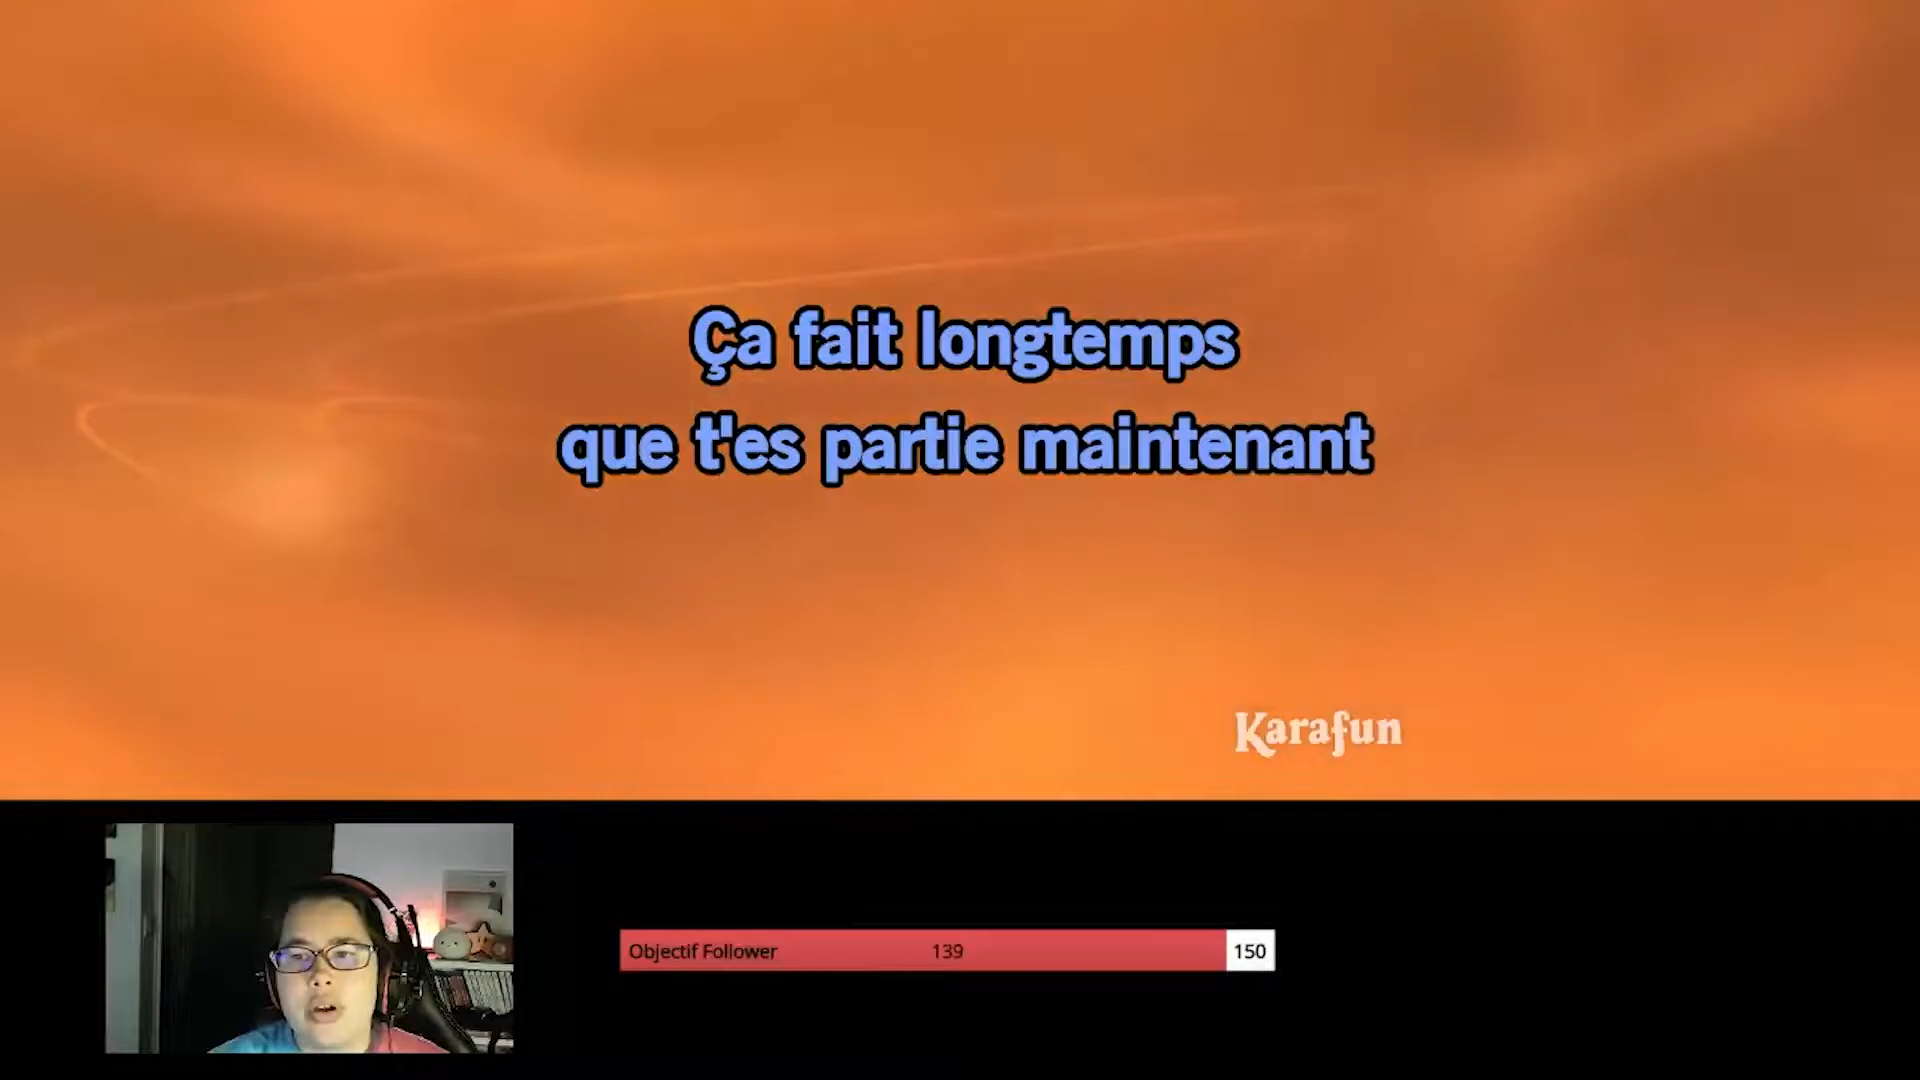 Ça fait longtemps
que t'es partie maintenant
Karafun
Objectif Follower 139 150